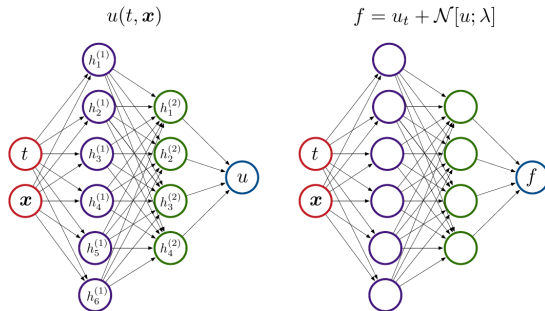 u(t, x)
f = u_t + 𝒩[u; λ]
h_1^{(1)}
h_2^{(1)}
h_1^{(2)}
t
h_3^{(1)}
h_2^{(2)}
u
x
h_4^{(1)}
h_3^{(2)}
h_5^{(1)}
h_4^{(2)}
h_6^{(1)}
t
x
f